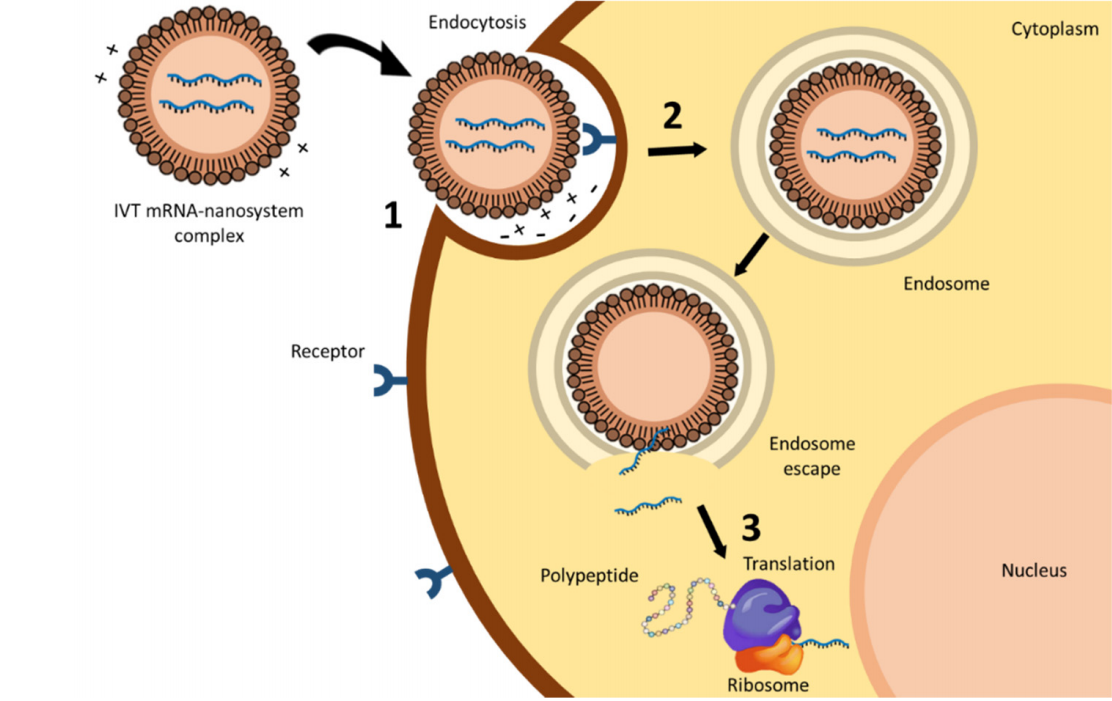 Endocytosis
Cytoplasm
2
IVT mRNA-nanosystem
complex
1
Endosome
Receptor
Endosome
escape
3
Translation
Polypeptide
Nucleus
Ribosome